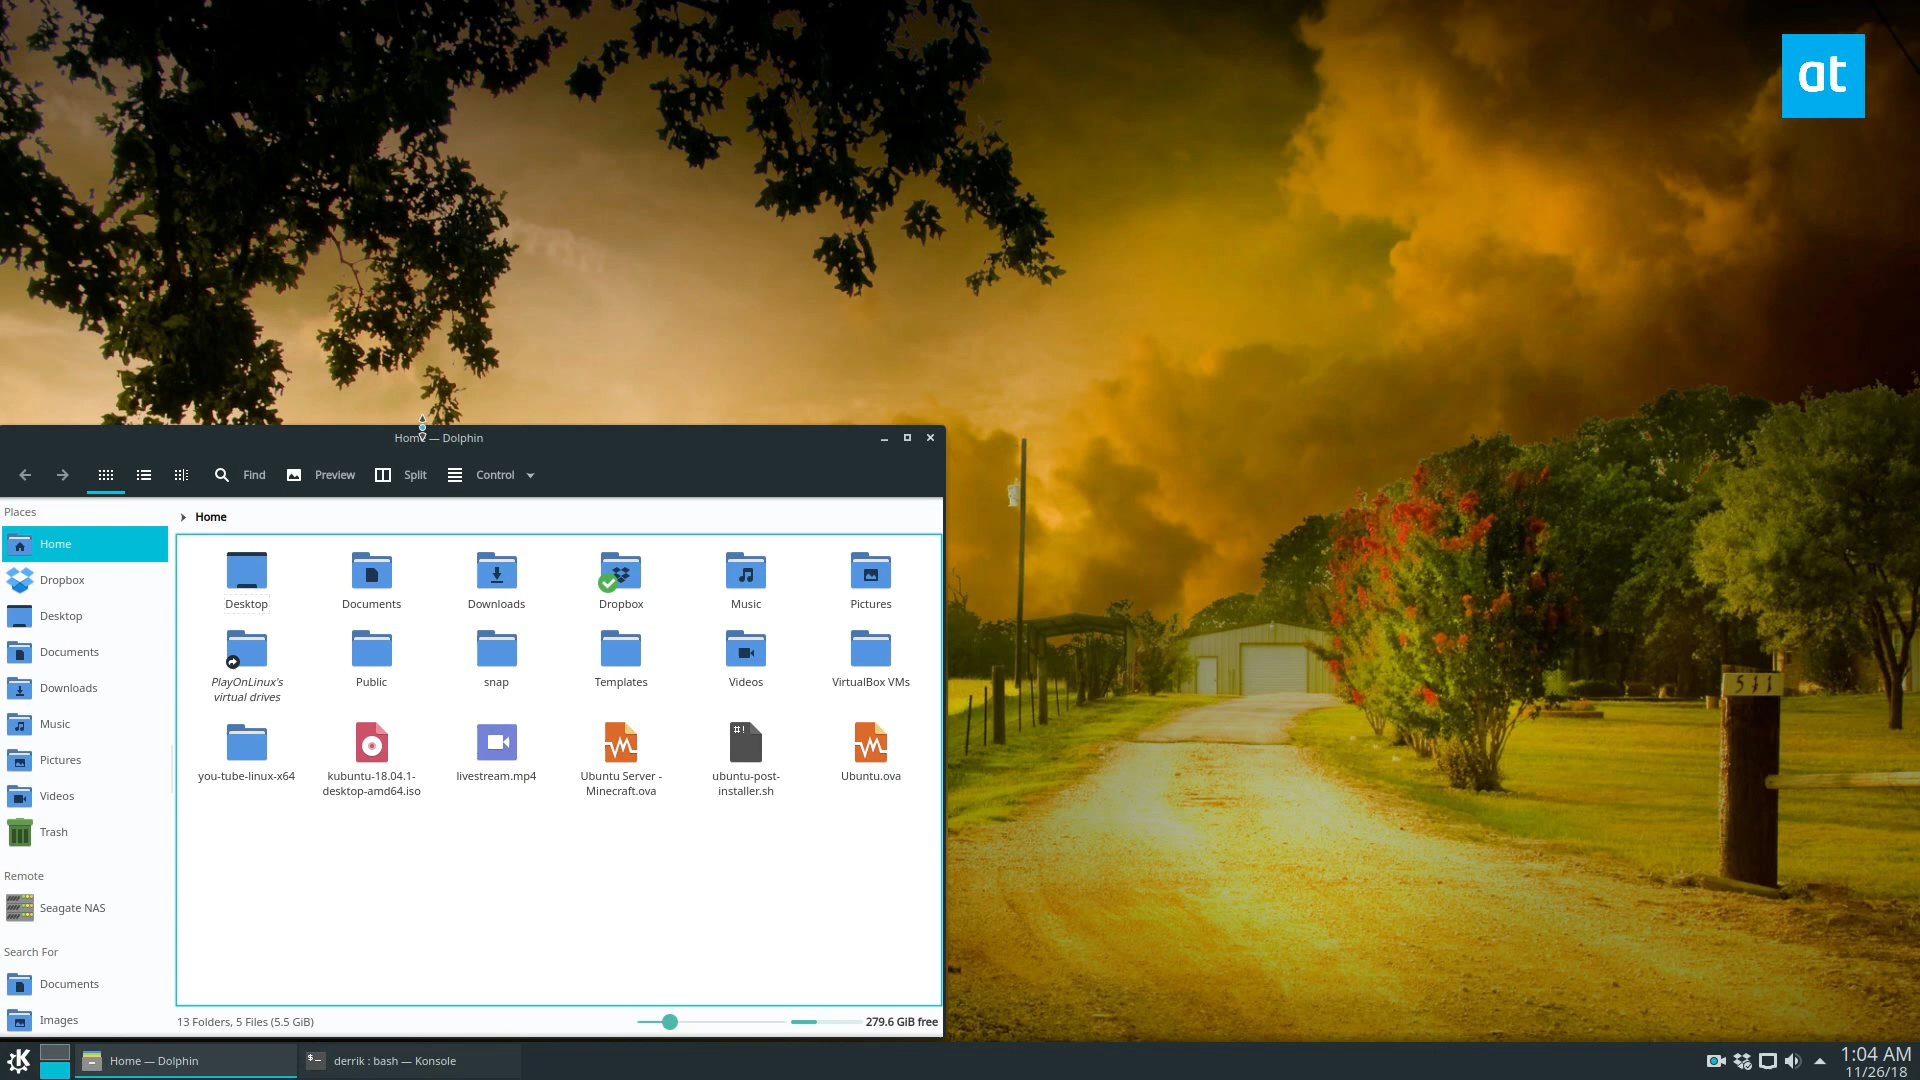 at
Home — Dolphin
Find
Preview
Split
Control
Places
Home
Home
Dropbox
Desktop
Documents
Downloads
Music
Pictures
Videos
Trash
Remote
Seagate NAS
Search For
Documents
Images
Desktop
Documents
Downloads
Dropbox
Music
Pictures
PlayOnLinux's
virtual drives
Public
snap
Templates
Videos
VirtualBox VMs
you-tube-linux-x64
kubuntu-18.04.1-
desktop-amd64.iso
livestream.mp4
Ubuntu Server -
Minecraft.ova
#!
ubuntu-post-
installer.sh
Ubuntu.ova
511
13 Folders, 5 Files (5.5 GiB)
279.6 GiB free
Home — Dolphin
$_
derrik : bash — Konsole
1:04 AM
11/26/18